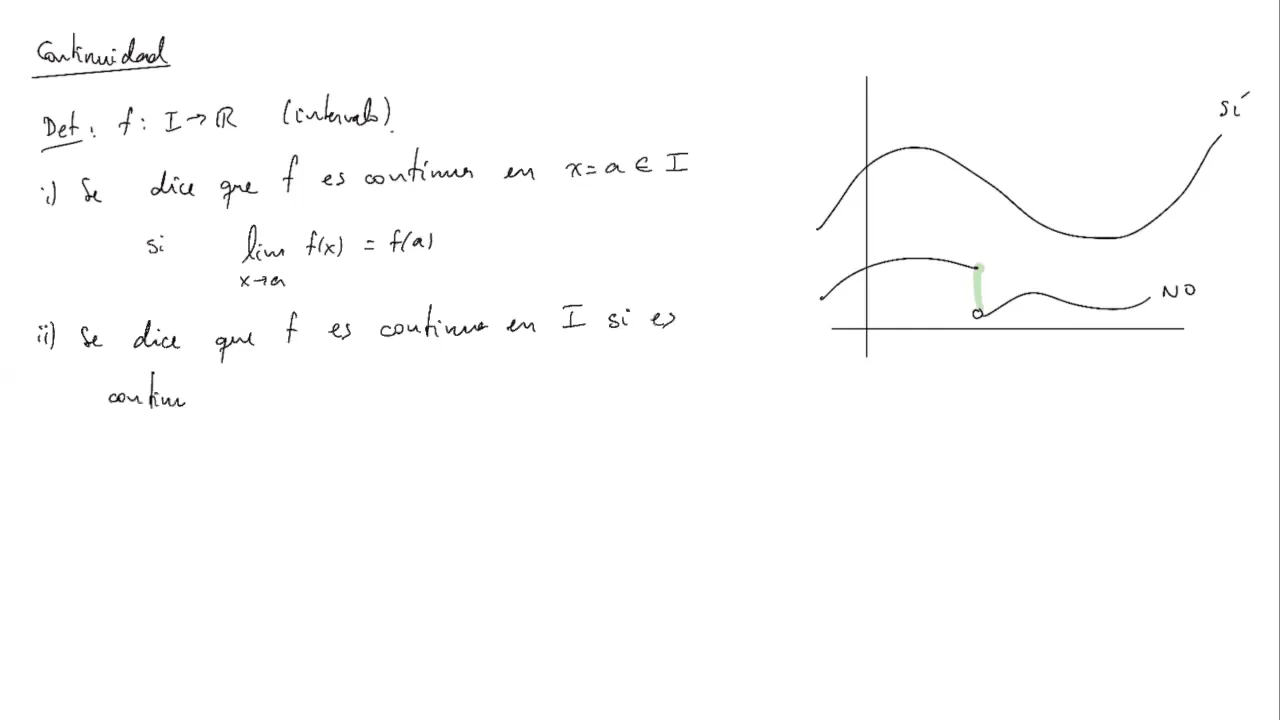 Continuidad
Def: f: I → ℝ (intervalo).
i) Se dice que f es continua en x = a ∈ I
si lim f(x) = f(a)
x→a
ii) Se dice que f es continua en I si es
continu
SÍ
NO